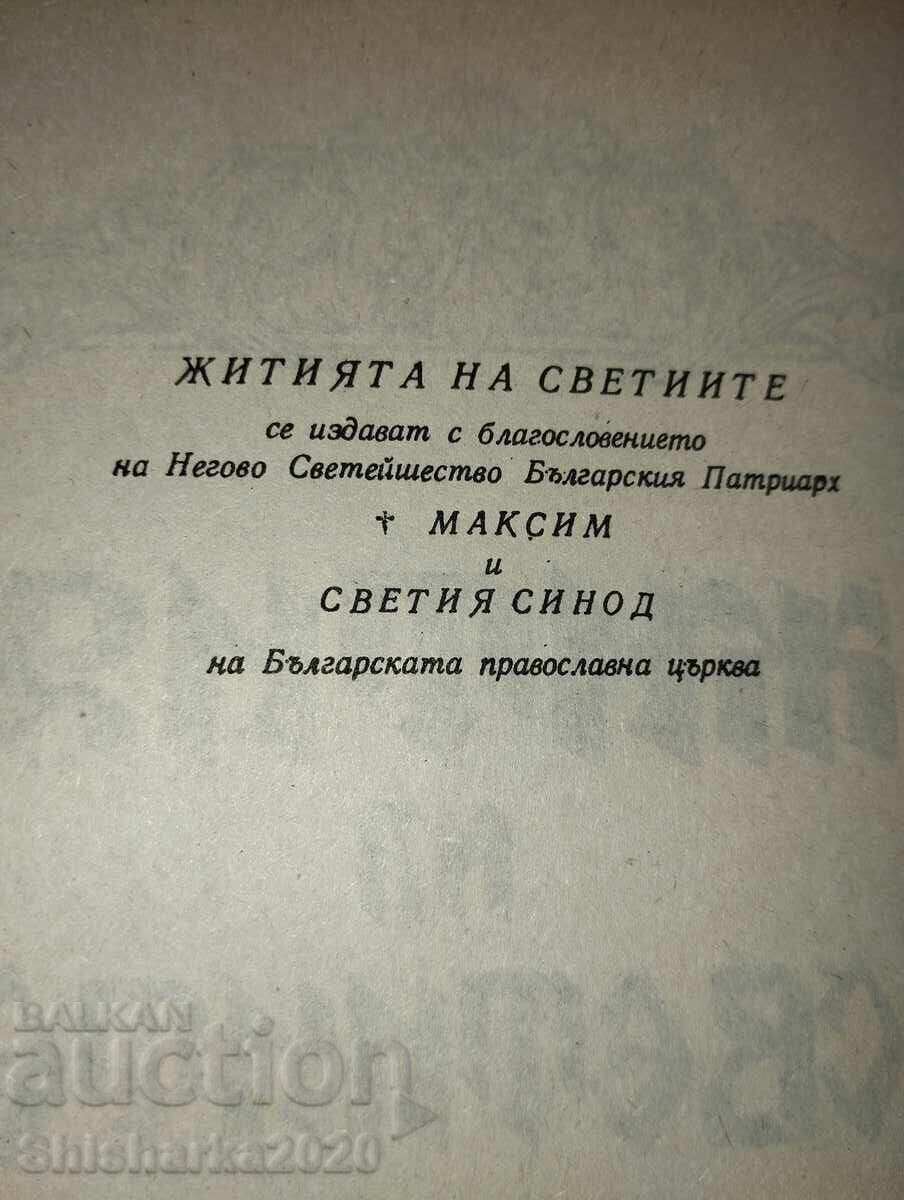 ЖИТИЯТА НА СВЕТИИТЕ
се издават с благословението
на Негово Светейшество Българския Патриарх
† МАКСИМ
и
СВЕТИЯ СИНОД
на Българската православна църква
BALKAN
auction
Shisharka2020